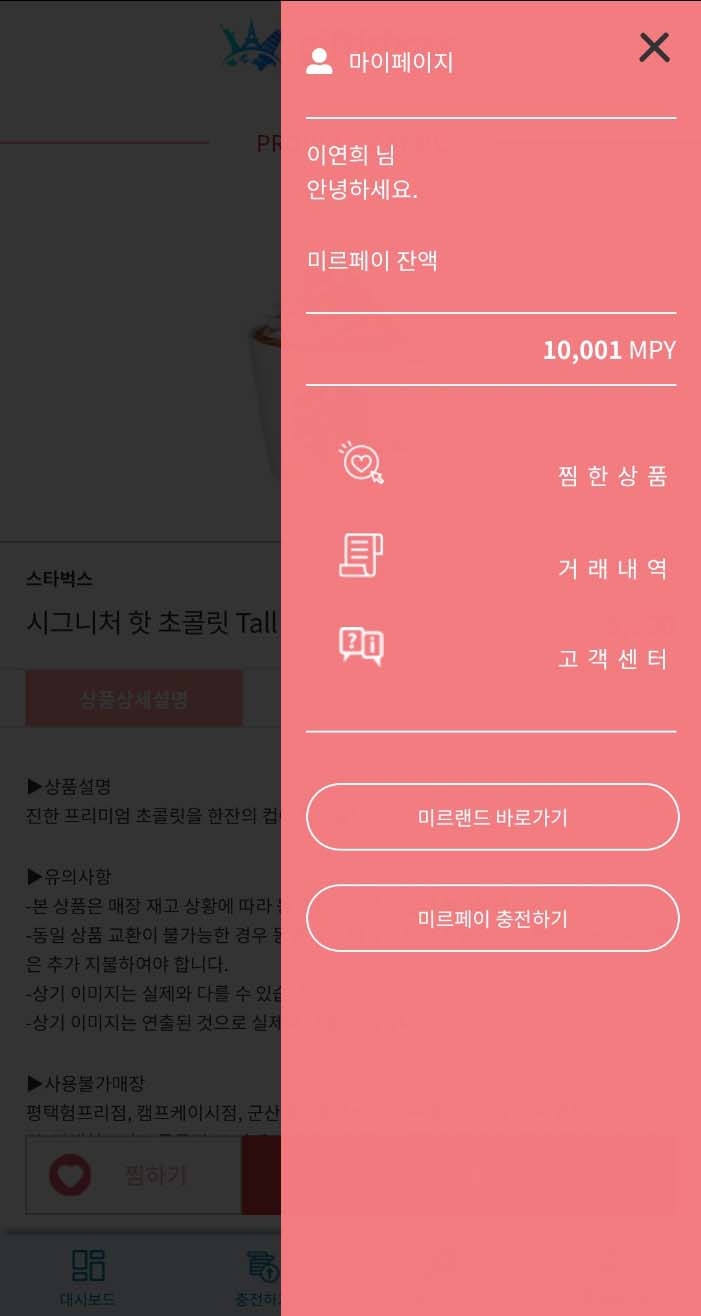 마이페이지
이연희 님
안녕하세요.
미르페이 잔액
10,001 MPY
찜한상품
거래내역
고객센터
미르랜드 바로가기
미르페이 충전하기
스타벅스
시그니처 핫 초콜릿 Tall
상품상세설명
▶상품설명
진한 프리미엄 초콜릿을 한잔의
▶유의사항
-본 상품은 매장 재고 상황에 따라
-동일 상품 교환이 불가능한 경우
은 추가 지불하여야 합니다.
-상기 이미지는 실제와 다를 수
-상기 이미지는 연출된 것으로
▶사용불가매장
평택험프리점, 캠프케이시점, 군산
찜하기
대시보드